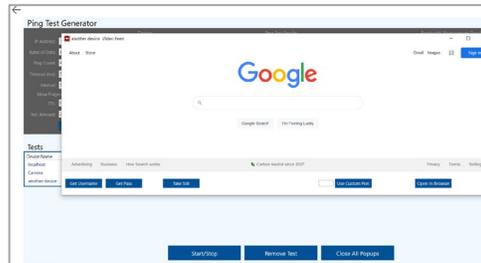 Ping Test Generator
another device Video Feed
IP Address:
Bytes of Data:
Ping Count:
Timeout (ms):
Interval:
TTL:
Test Amount:
About Store
Gmail Images
Sign in
Google
Google Search I'm Feeling Lucky
Advertising Business How Search works
Carbon neutral since 2007
Privacy Terms Settings
Get Username Get Pass Take Still Use Custom Port Open In Browser
Tests
Device Name
localhost
Camera
another device
Start/Stop Remove Test Close All Popups